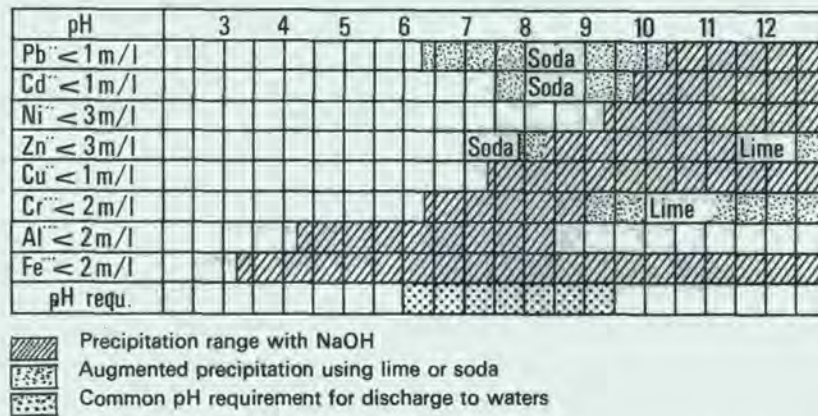 pH 3 4 5 6 7 8 9 10 11 12
Pb¨ < 1 m/l Soda
Cd¨ < 1 m/l Soda
Ni¨ < 3 m/l
Zn¨ < 3 m/l Soda Lime
Cu¨ < 1 m/l
Cr¨˙ < 2 m/l Lime
Al¨˙ < 2 m/l
Fe¨˙ < 2 m/l
pH requ.
Precipitation range with NaOH
Augmented precipitation using lime or soda
Common pH requirement for discharge to waters